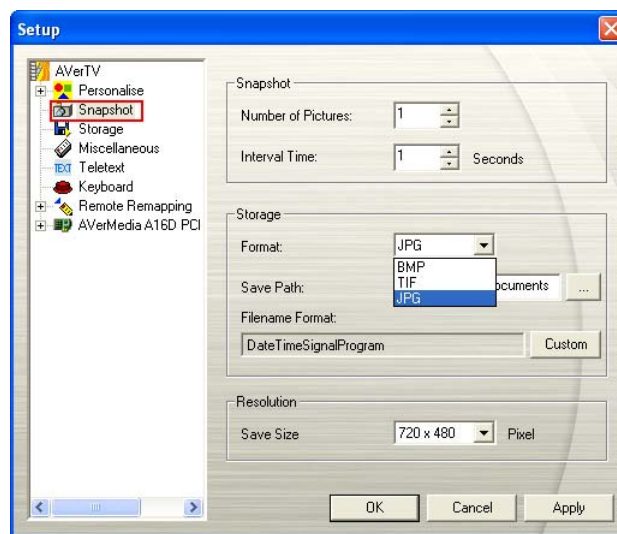 Setup
AVerTV
Personalise
Snapshot
Storage
Miscellaneous
TEXT Teletext
Keyboard
Remote Remapping
AVerMedia A16D PCI
Snapshot
Number of Pictures: 1
Interval Time: 1 Seconds
Storage
Format: JPG
BMP
TIF
JPG
Save Path: ocuments ...
Filename Format:
DateTimeSignalProgram Custom
Resolution
Save Size 720 x 480 Pixel
OK Cancel Apply